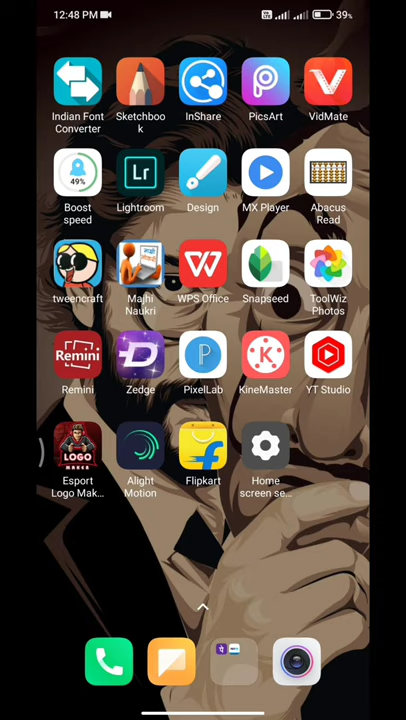 12:48 PM
39%
Indian Font
Converter
Sketchboo
k
InShare
PicsArt
VidMate
49%
Boost
speed
Lr
Lightroom
Design
MX Player
Abacus
Read
tweencraft
Majhi
Naukri
WPS Office
Snapseed
ToolWiz
Photos
Remini
Remini
Zedge
PixelLab
KineMaster
YT Studio
LOGO
MAKER
Esport
Logo Mak...
Alight
Motion
Flipkart
Home
screen se...